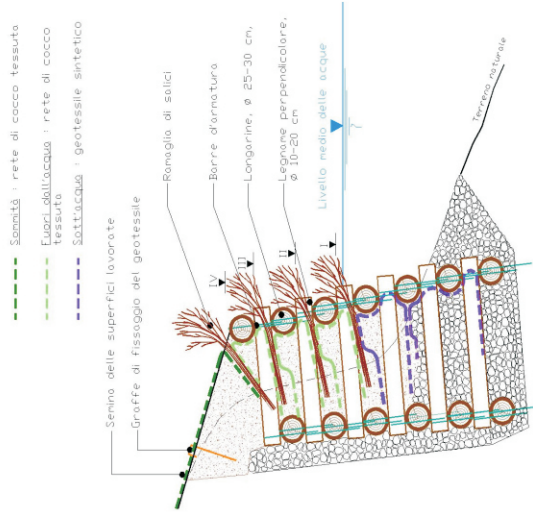 Sommità : rete di cocco tessuta
Fuori dall'acqua : rete di cocco
tessuta
Sott'acqua : geotessile sintetico
Semina delle superfici lavorate
Graffe di fissaggio del geotessile
Ramaglia di salici
Barre d'armatura
Longarine, ø 25-30 cm,
Legname perpendicolare,
ø 10-20 cm
Livello medio delle acque
Terreno naturale
IV
III
II
I